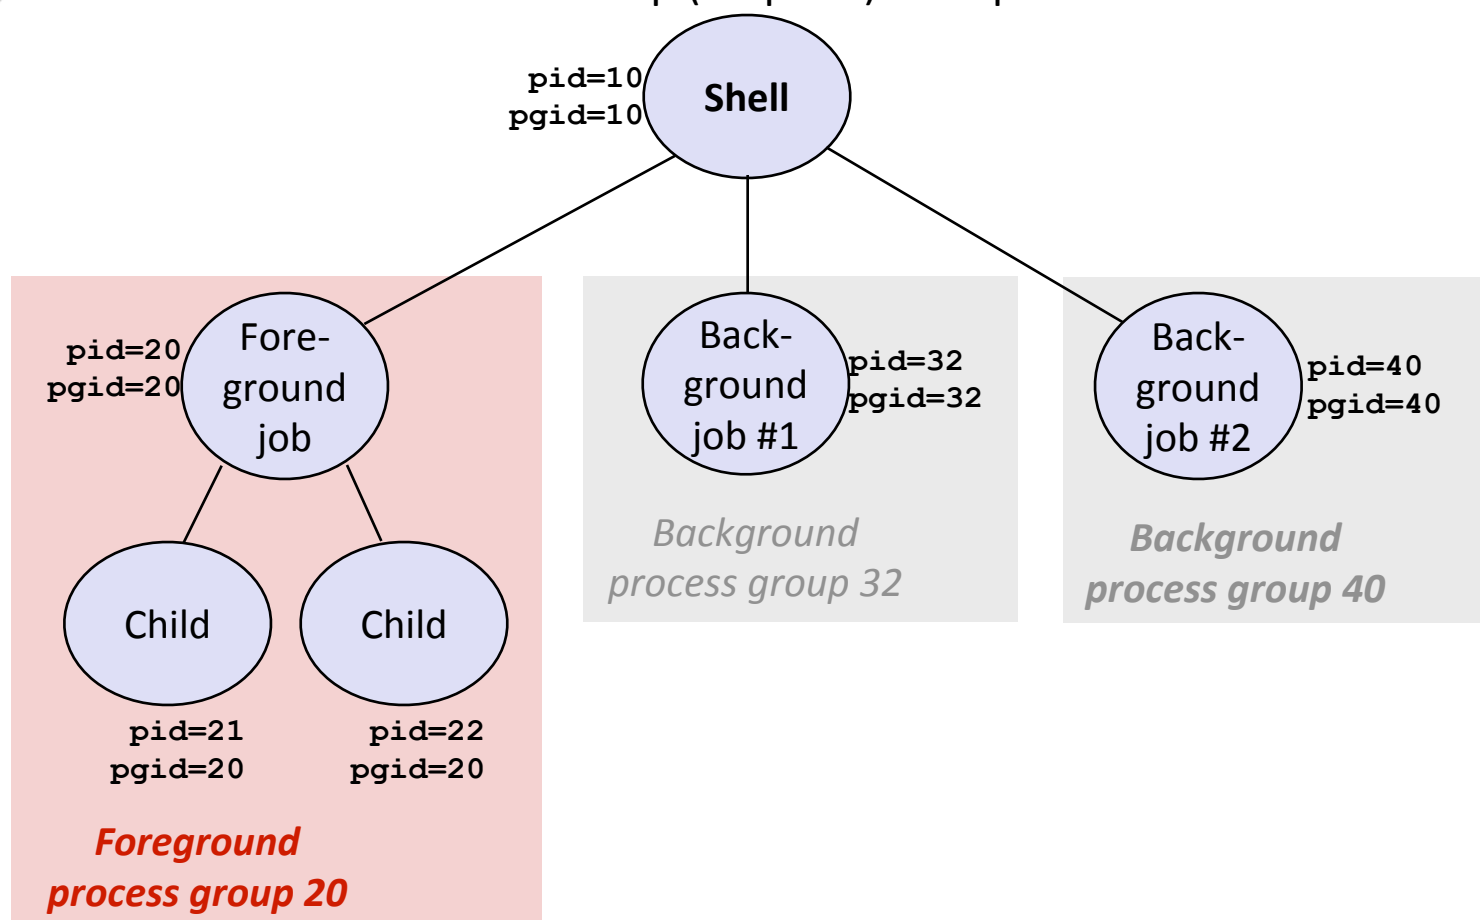 pid=10
pgid=10
Shell
pid=20
pgid=20
Fore-
ground
job
Back-
ground
job #1
pid=32
pgid=32
Back-
ground
job #2
pid=40
pgid=40
Background
process group 32
Background
process group 40
Child
Child
pid=21
pgid=20
pid=22
pgid=20
Foreground
process group 20